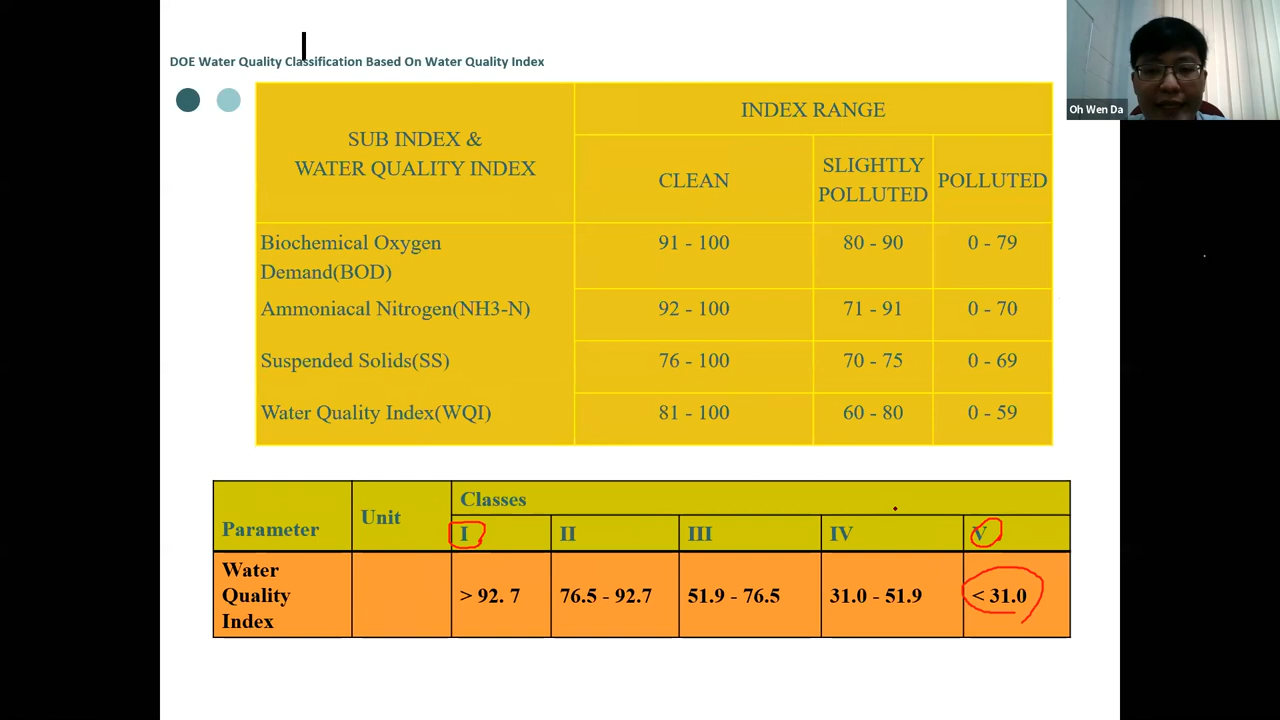 DOE Water Quality Classification Based On Water Quality Index
Oh Wen Da
SUB INDEX &
WATER QUALITY INDEX
INDEX RANGE
CLEAN
SLIGHTLY
POLLUTED
POLLUTED
Biochemical Oxygen
Demand(BOD)
91 - 100
80 - 90
0 - 79
Ammoniacal Nitrogen(NH3-N)
92 - 100
71 - 91
0 - 70
Suspended Solids(SS)
76 - 100
70 - 75
0 - 69
Water Quality Index(WQI)
81 - 100
60 - 80
0 - 59
Parameter
Unit
Classes
I
II
III
IV
V
Water
Quality
Index
> 92. 7
76.5 - 92.7
51.9 - 76.5
31.0 - 51.9
< 31.0